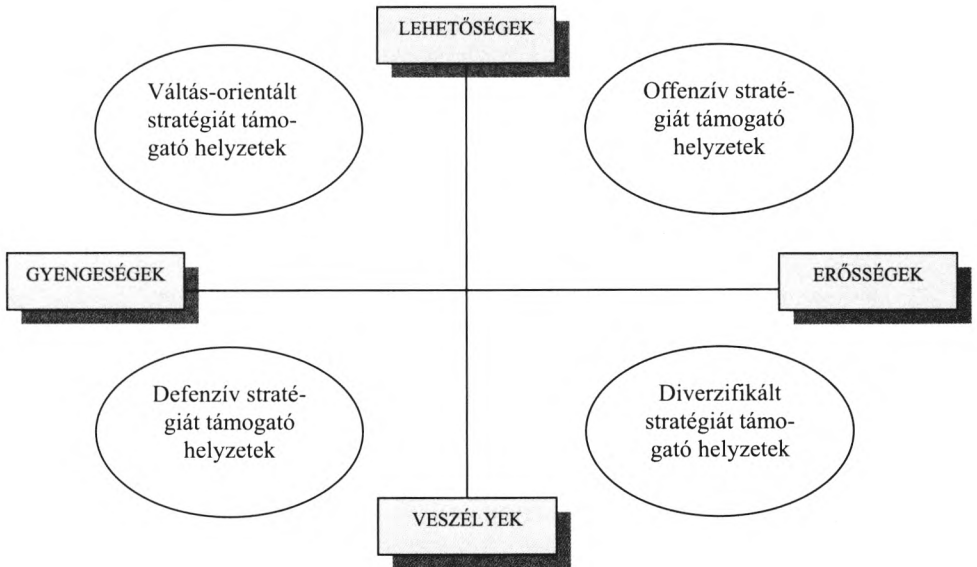 LEHETŐSÉGEK
Váltás-orientált
stratégiát támo-
gató helyzetek
Offenzív straté-
giát támogató
helyzetek
GYENGESÉGEK
ERŐSSÉGEK
Defenzív straté-
giát támogató
helyzetek
Diverzifikált
stratégiát támo-
gató helyzetek
VESZÉLYEK